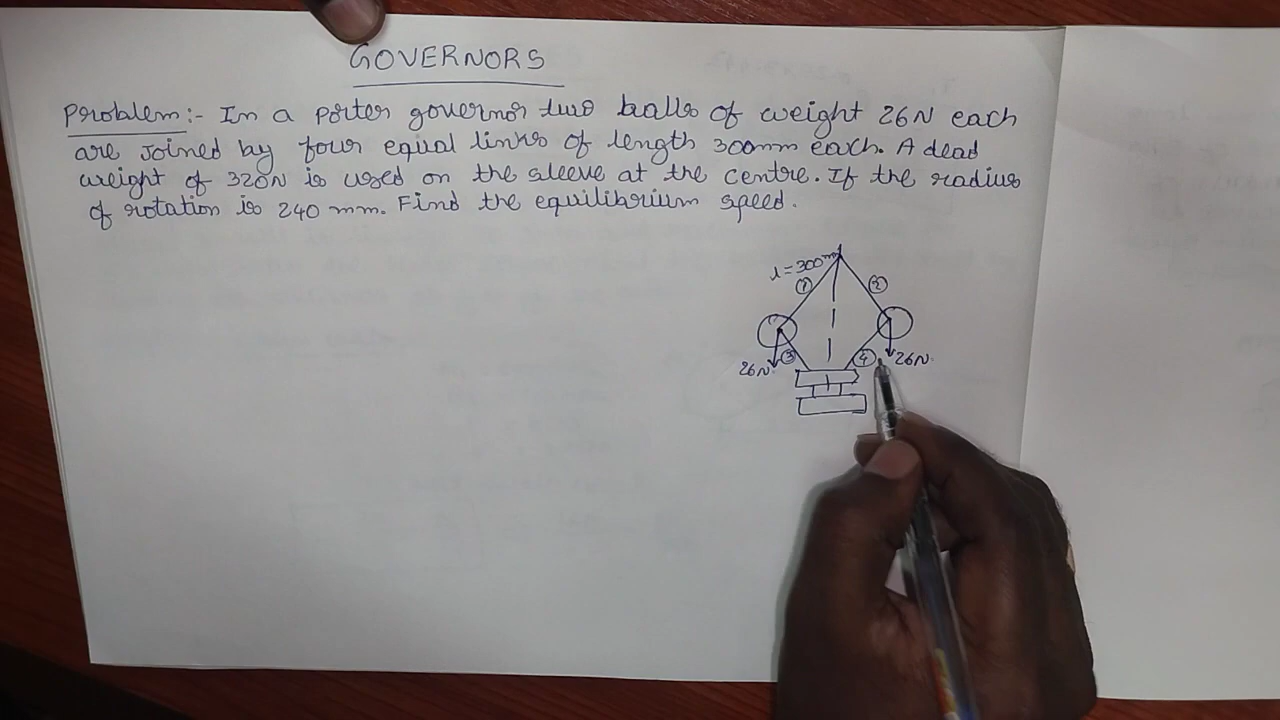 GOVERNORS
Problem:- In a porter governor two balls of weight 26N each
are joined by four equal links of length 300mm each. A dead
weight of 320N is used on the sleeve at the centre. If the radius
of rotation is 240 mm. Find the equilibrium speed.
l=300m
1 2
26N 3 4 26N